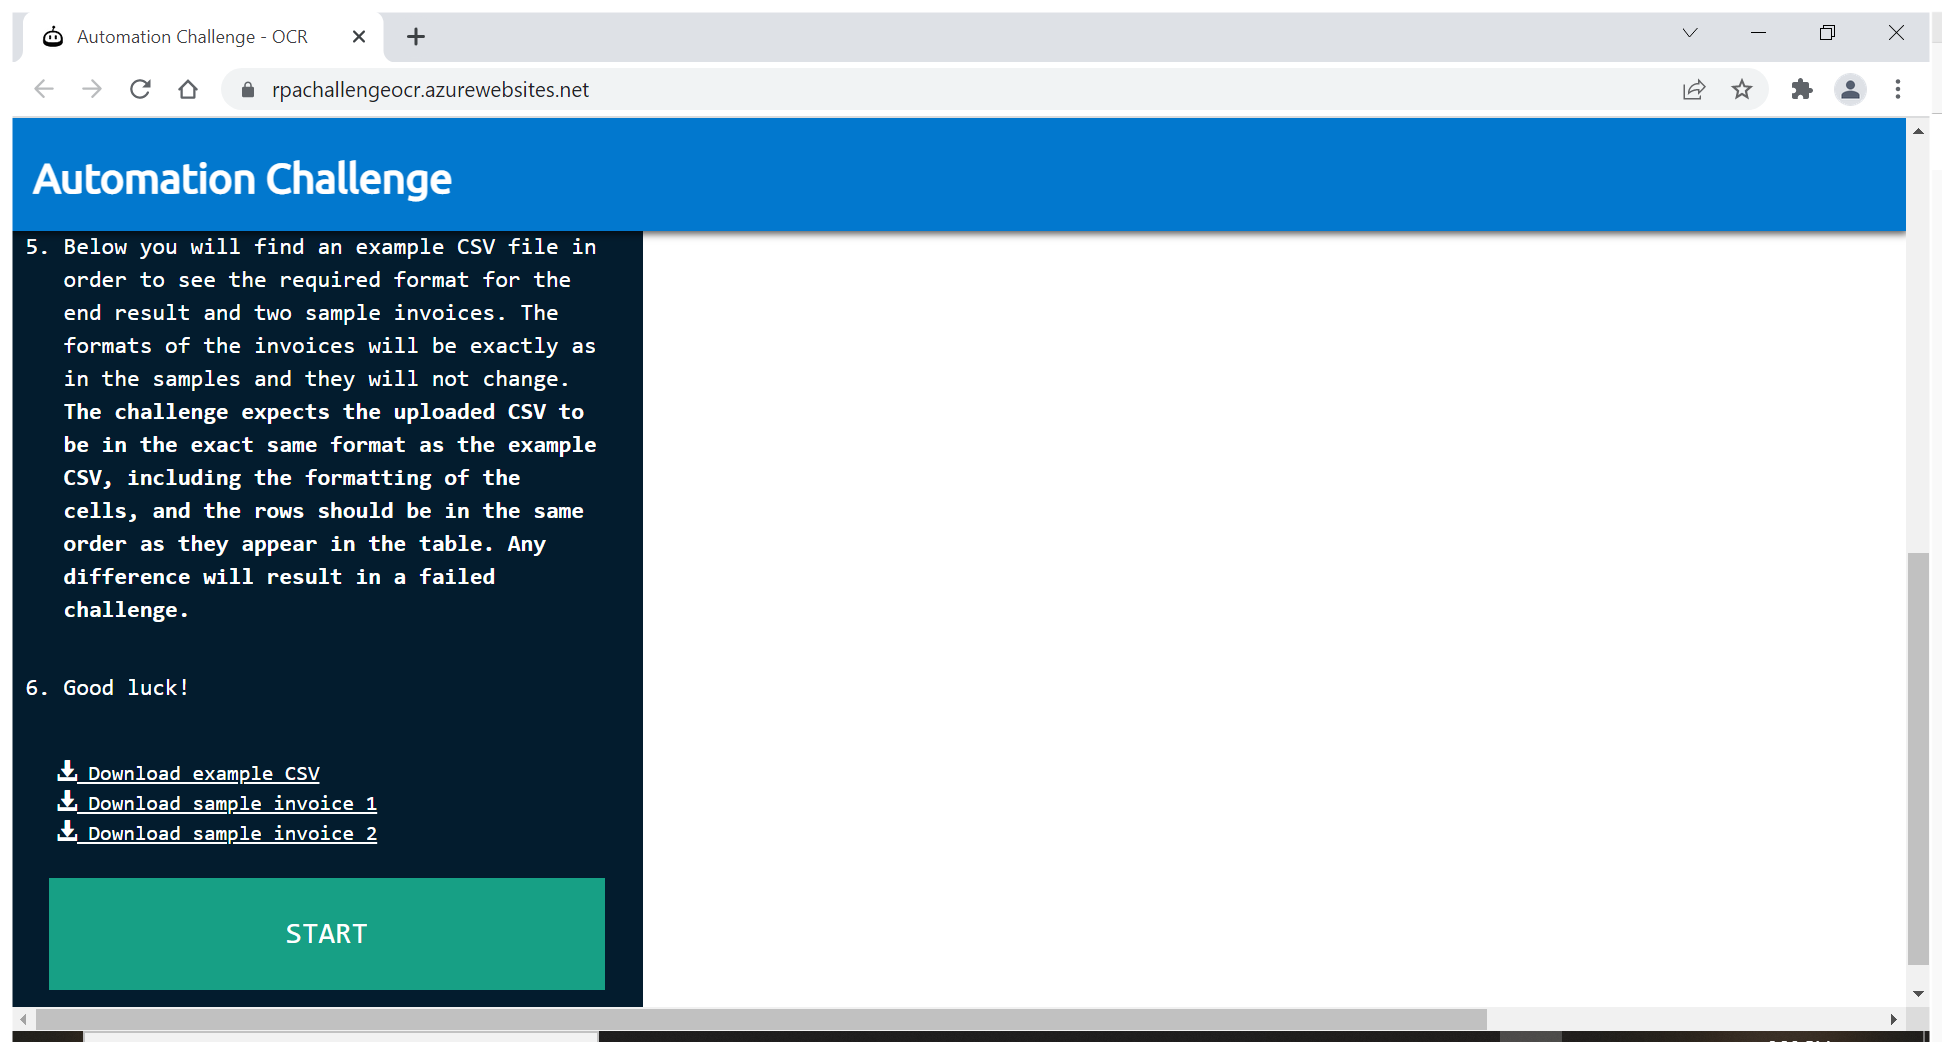 Automation Challenge - OCR
rpachallengeocr.azurewebsites.net
Automation Challenge
5. Below you will find an example CSV file in
order to see the required format for the
end result and two sample invoices. The
formats of the invoices will be exactly as
in the samples and they will not change.
The challenge expects the uploaded CSV to
be in the exact same format as the example
CSV, including the formatting of the
cells, and the rows should be in the same
order as they appear in the table. Any
difference will result in a failed
challenge.
6. Good luck!
Download example CSV
Download sample invoice 1
Download sample invoice 2
START